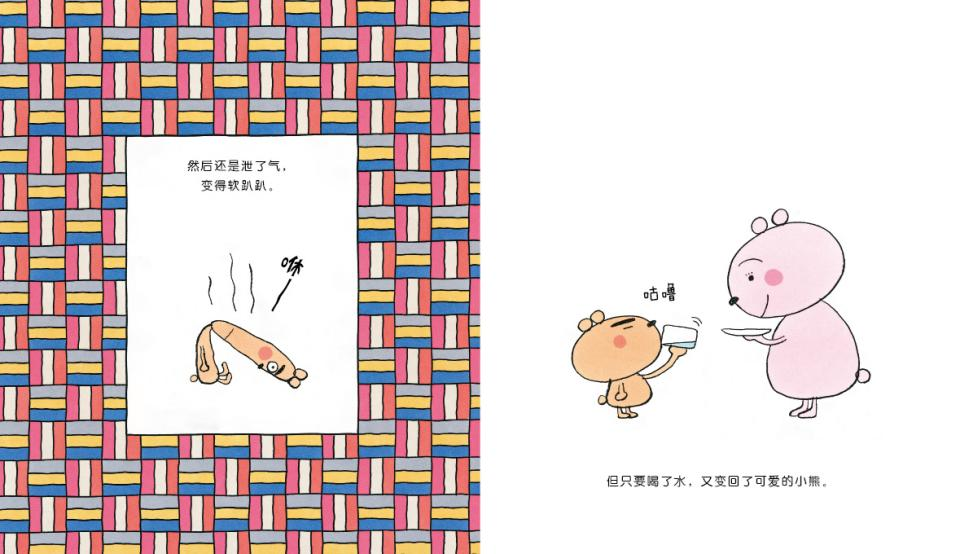 然后还是泄了气，
变得软趴趴。
咻
咕噜
但只要喝了水，又变回了可爱的小熊。